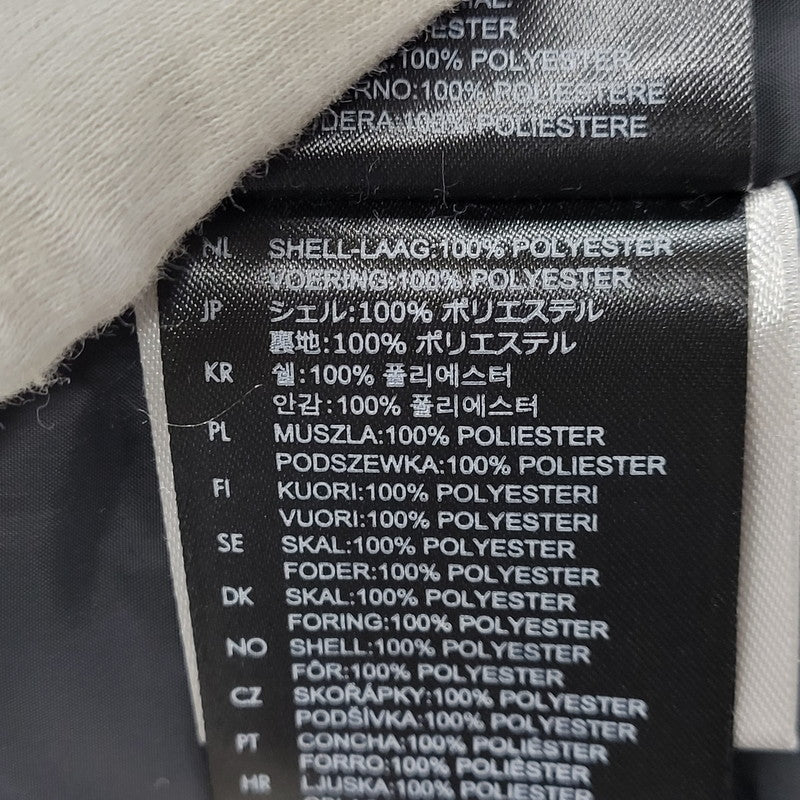 ESTER
100% POLYESTER
ERNO:100% POLIESTERE
DERA:100% POLIESTERE
NL SHELL-LAAG:100% POLYESTER
VOERING:100% POLYESTER
JP シェル:100% ポリエステル
裏地:100% ポリエステル
KR 쉘:100% 폴리에스터
안감:100% 폴리에스터
PL MUSZLA:100% POLIESTER
PODSZEWKA:100% POLIESTER
FI KUORI:100% POLYESTERI
VUORI:100% POLYESTERI
SE SKAL:100% POLYESTER
FODER:100% POLYESTER
DK SKAL:100% POLYESTER
FORING:100% POLYESTER
NO SHELL:100% POLYESTER
FÔR:100% POLYESTER
CZ SKOŘÁPKY:100% POLYESTER
PODŠÍVKA:100% POLYESTER
PT CONCHA:100% POLIÉSTER
FORRO:100% POLIÉSTER
HR LJUSKA:100% POLYESTER